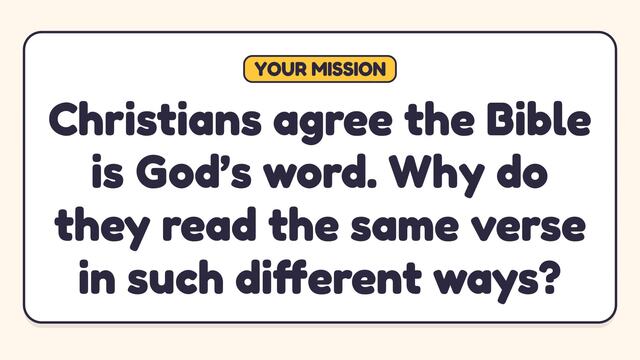 YOUR MISSION
Christians agree the Bible
is God’s word. Why do
they read the same verse
in such different ways?